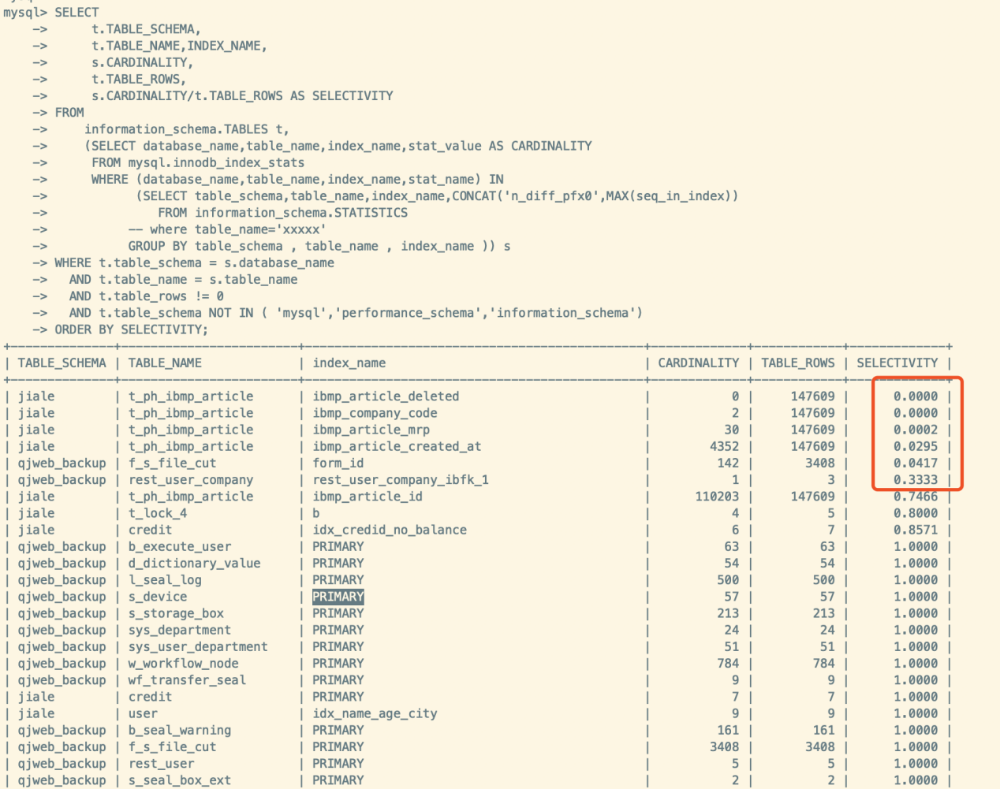 mysql> SELECT
    ->      t.TABLE_SCHEMA,
    ->      t.TABLE_NAME,INDEX_NAME,
    ->      s.CARDINALITY,
    ->      t.TABLE_ROWS,
    ->      s.CARDINALITY/t.TABLE_ROWS AS SELECTIVITY
    -> FROM
    ->     information_schema.TABLES t,
    ->     (SELECT database_name,table_name,index_name,stat_value AS CARDINALITY
    ->      FROM mysql.innodb_index_stats
    ->      WHERE (database_name,table_name,index_name,stat_name) IN
    ->            (SELECT table_schema,table_name,index_name,CONCAT('n_diff_pfx0',MAX(seq_in_index))
    ->               FROM information_schema.STATISTICS
    ->           -- where table_name='xxxxx'
    ->           GROUP BY table_schema , table_name , index_name )) s
    -> WHERE t.table_schema = s.database_name
    ->   AND t.table_name = s.table_name
    ->   AND t.table_rows != 0
    ->   AND t.table_schema NOT IN ( 'mysql','performance_schema','information_schema')
    -> ORDER BY SELECTIVITY;
| TABLE_SCHEMA | TABLE_NAME | index_name | CARDINALITY | TABLE_ROWS | SELECTIVITY |
| jiale | t_ph_ibmp_article | ibmp_article_deleted | 0 | 147609 | 0.0000 |
| jiale | t_ph_ibmp_article | ibmp_company_code | 2 | 147609 | 0.0000 |
| jiale | t_ph_ibmp_article | ibmp_article_mrp | 30 | 147609 | 0.0002 |
| jiale | t_ph_ibmp_article | ibmp_article_created_at | 4352 | 147609 | 0.0295 |
| qjweb_backup | f_s_file_cut | form_id | 142 | 3408 | 0.0417 |
| qjweb_backup | rest_user_company | rest_user_company_ibfk_1 | 1 | 3 | 0.3333 |
| jiale | t_ph_ibmp_article | ibmp_article_id | 110203 | 147609 | 0.7466 |
| jiale | t_lock_4 | b | 4 | 5 | 0.8000 |
| jiale | credit | idx_credid_no_balance | 6 | 7 | 0.8571 |
| qjweb_backup | b_execute_user | PRIMARY | 63 | 63 | 1.0000 |
| qjweb_backup | d_dictionary_value | PRIMARY | 54 | 54 | 1.0000 |
| qjweb_backup | l_seal_log | PRIMARY | 500 | 500 | 1.0000 |
| qjweb_backup | s_device | PRIMARY | 57 | 57 | 1.0000 |
| qjweb_backup | s_storage_box | PRIMARY | 213 | 213 | 1.0000 |
| qjweb_backup | sys_department | PRIMARY | 24 | 24 | 1.0000 |
| qjweb_backup | sys_user_department | PRIMARY | 51 | 51 | 1.0000 |
| qjweb_backup | w_workflow_node | PRIMARY | 784 | 784 | 1.0000 |
| qjweb_backup | wf_transfer_seal | PRIMARY | 9 | 9 | 1.0000 |
| jiale | credit | PRIMARY | 7 | 7 | 1.0000 |
| jiale | user | idx_name_age_city | 9 | 9 | 1.0000 |
| qjweb_backup | b_seal_warning | PRIMARY | 161 | 161 | 1.0000 |
| qjweb_backup | f_s_file_cut | PRIMARY | 3408 | 3408 | 1.0000 |
| qjweb_backup | rest_user | PRIMARY | 5 | 5 | 1.0000 |
| qjweb_backup | s_seal_box_ext | PRIMARY | 2 | 2 | 1.0000 |